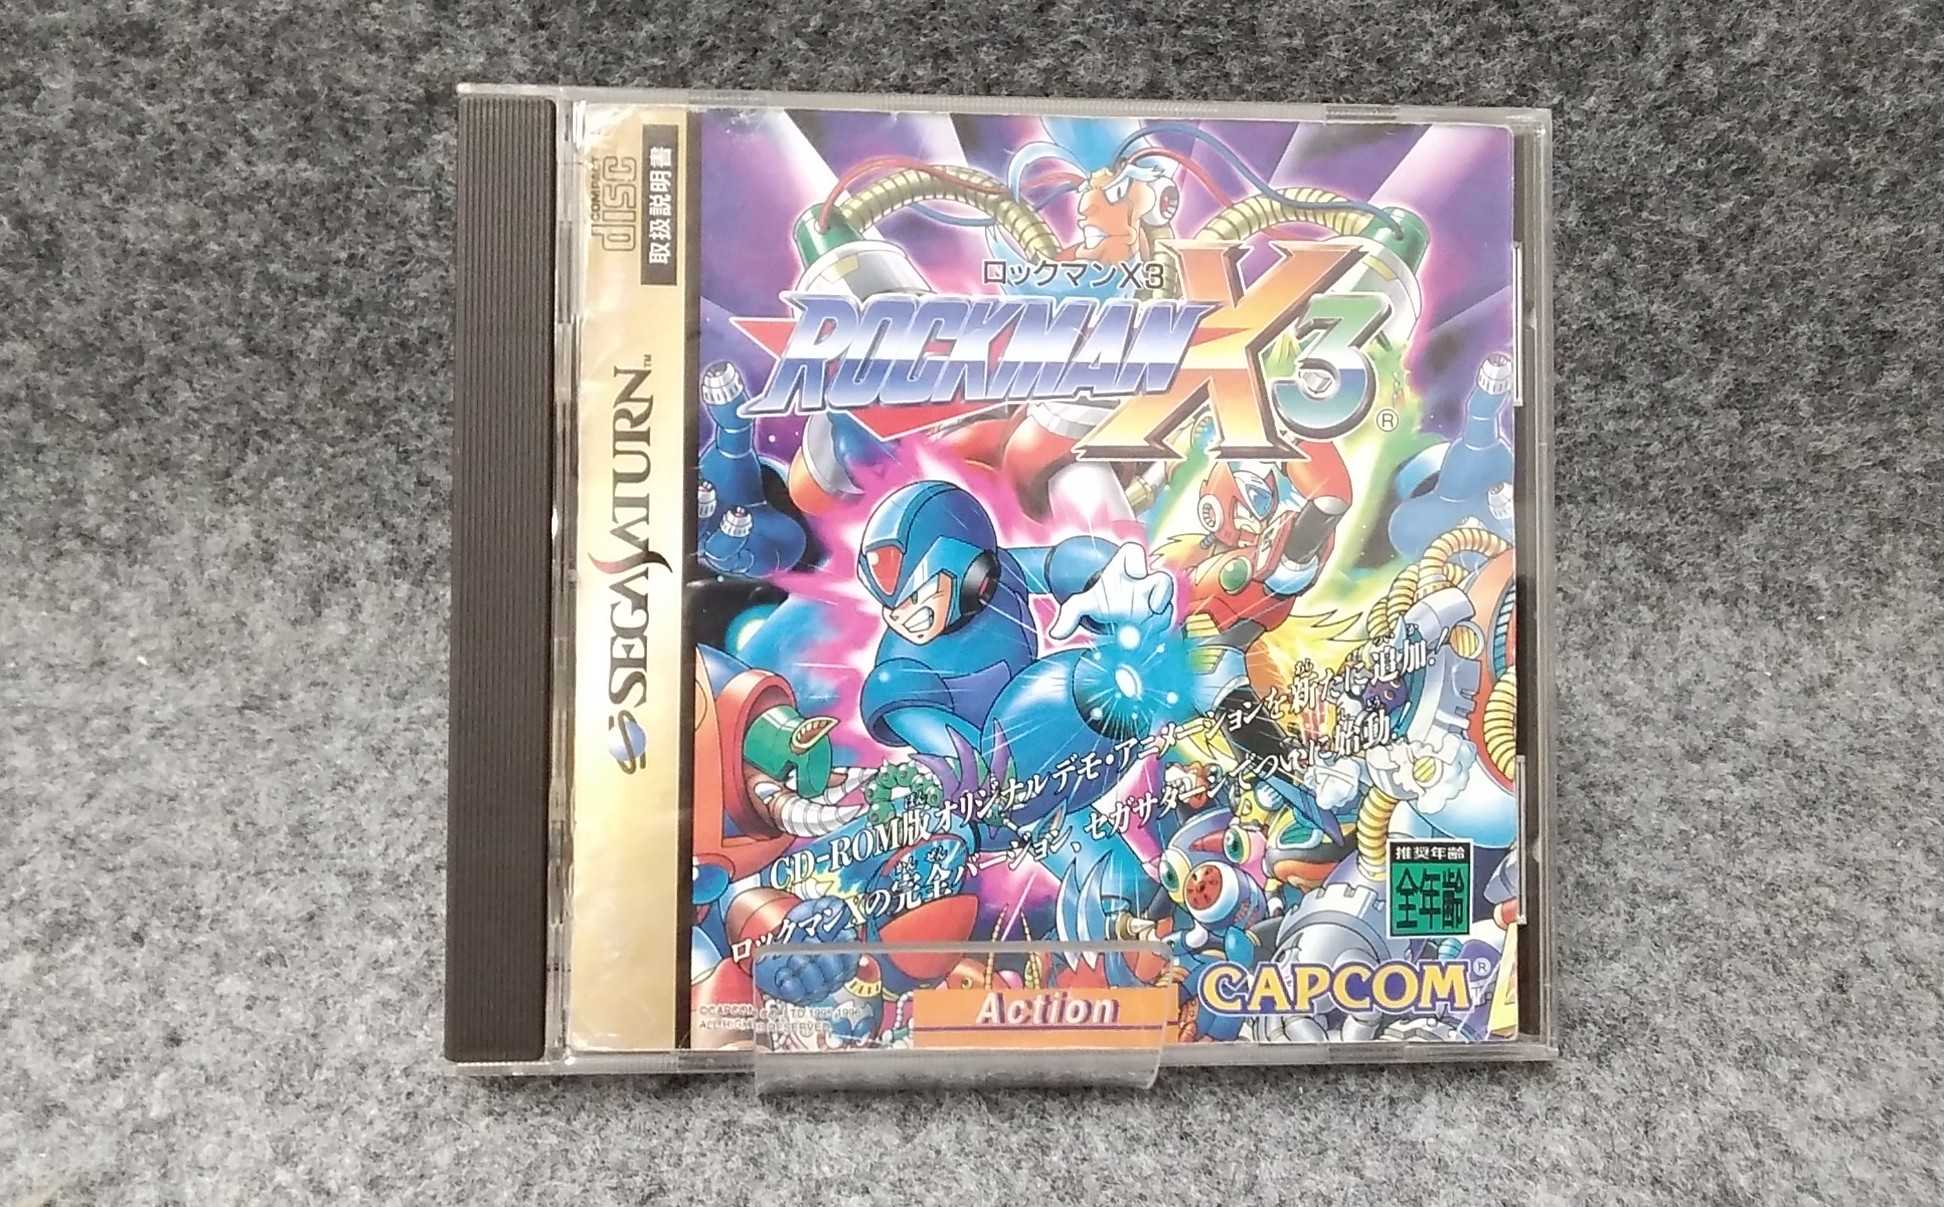 COMPACT
disc
取扱説明書
SEGA SATURN™
ロックマンX3
ROCKMAN X3®
CD-ROM版オリジナルデモ・アニメーションを新たに追加.
ロックマンXの完全バージョン、セガサターンでついに始動.
推奨年齢
全年齢
CAPCOM®
Action
©CAPCOM